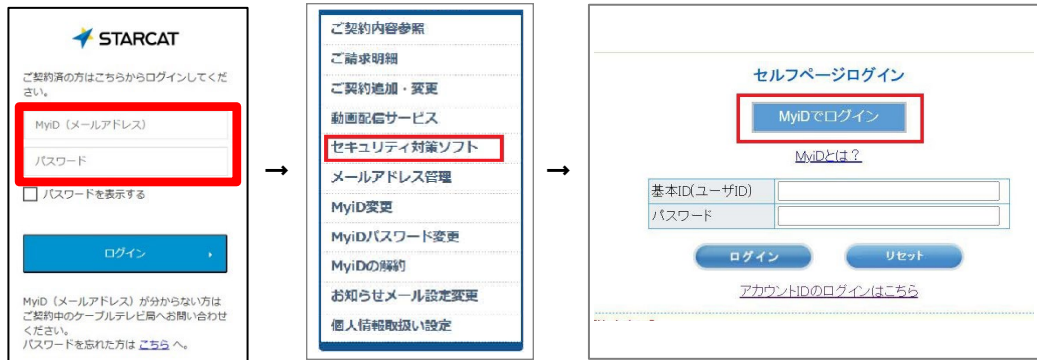 STARCAT
ご契約済の方はこちらからログインしてくだ
さい。
MyiD（メールアドレス）
パスワード
パスワードを表示する
ログイン
MyiD（メールアドレス）が分からない方は
ご契約中のケーブルテレビ局へお問い合わせ
ください。
パスワードを忘れた方は こちら へ。
→
ご契約内容参照
ご請求明細
ご契約追加・変更
動画配信サービス
セキュリティ対策ソフト
メールアドレス管理
MyiD変更
MyiDパスワード変更
MyiDの解約
お知らせメール設定変更
個人情報取扱い設定
→
セルフページログイン
MyiDでログイン
MyiDとは？
基本ID(ユーザID)
パスワード
ログイン
リセット
アカウントIDのログインはこちら